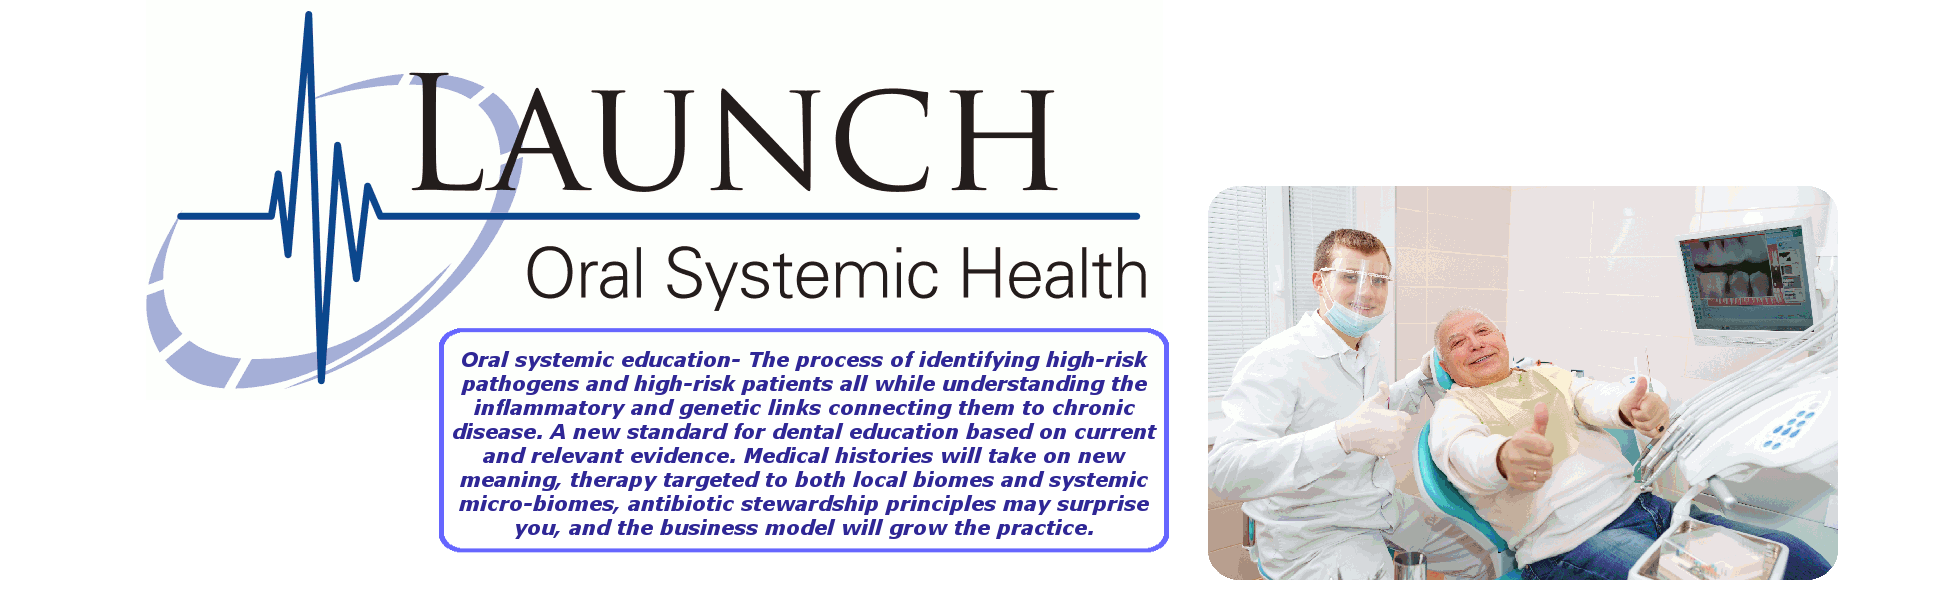 LAUNCH
Oral Systemic Health
Oral systemic education- The process of identifying high-risk
pathogens and high-risk patients all while understanding the
inflammatory and genetic links connecting them to chronic
disease. A new standard for dental education based on current
and relevant evidence. Medical histories will take on new
meaning, therapy targeted to both local biomes and systemic
micro-biomes, antibiotic stewardship principles may surprise
you, and the business model will grow the practice.